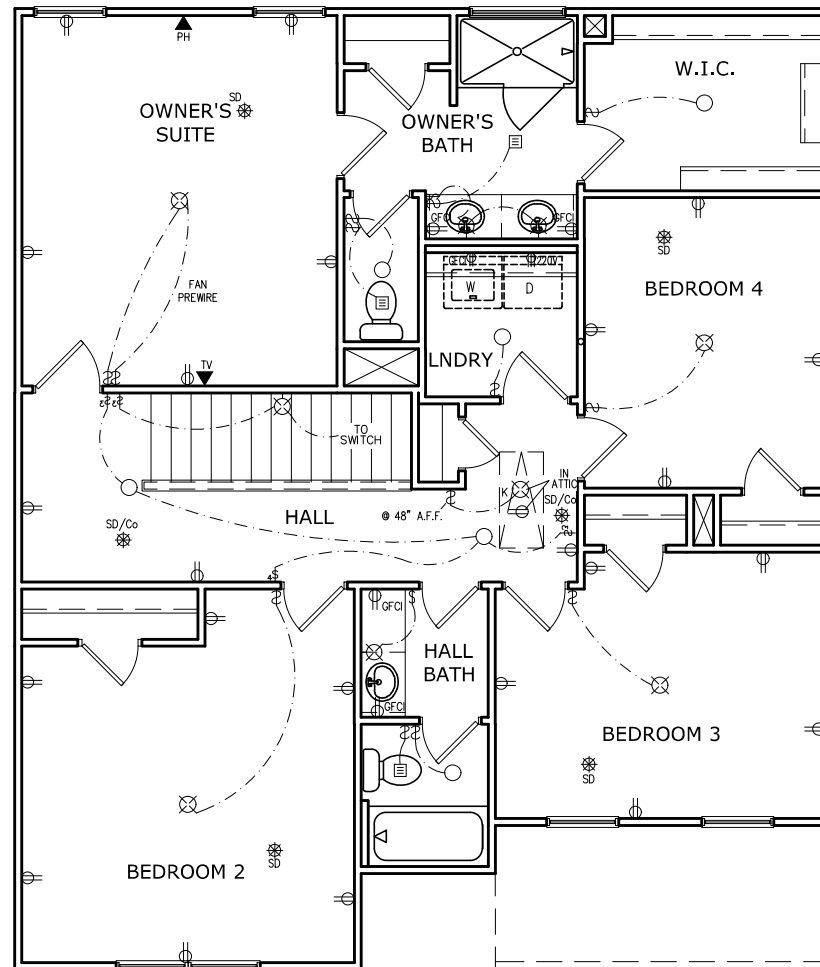 PH
SD
OWNER'S
SUITE
W.I.C.
OWNER'S
BATH
GFCI
GFCI
FAN
PREWIRE
GFCI
220V
W
D
SD
BEDROOM 4
LNDRY
TV
TO
SWITCH
IN
ATTIC
K
SD/Co
HALL
@ 48" A.F.F.
SD/Co
GFCI
HALL
BATH
GFCI
BEDROOM 3
SD
BEDROOM 2
SD